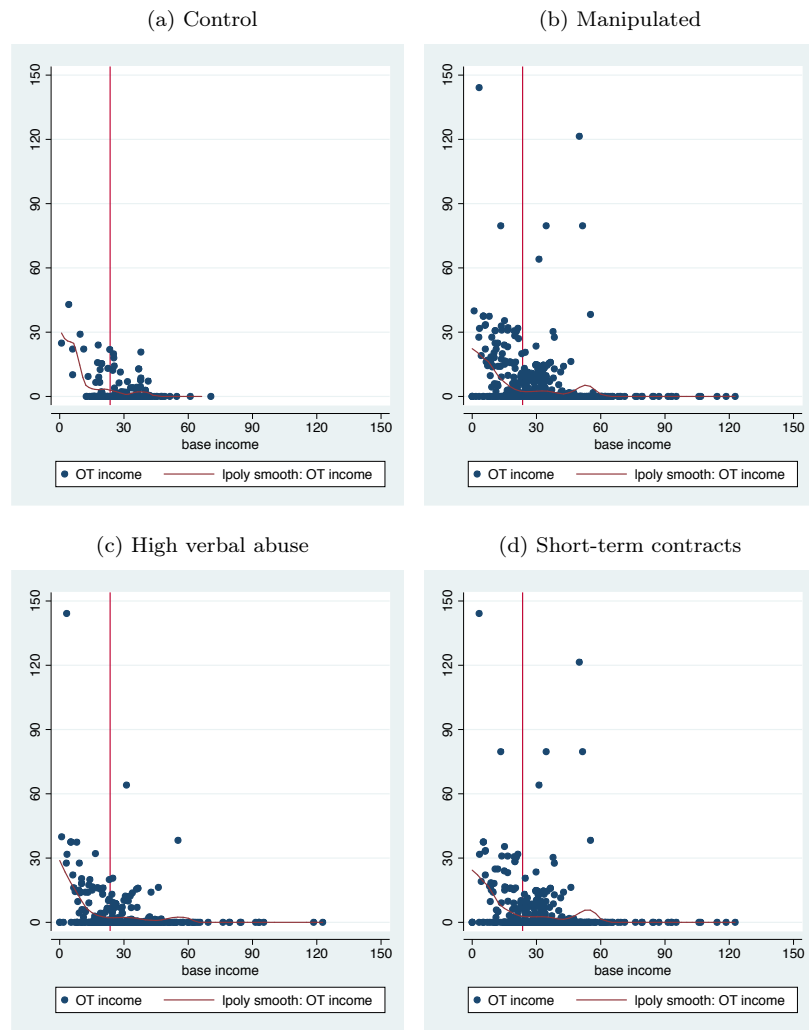 (a) Control
(b) Manipulated
150
120
90
60
30
0
0 30 60 90 120 150
base income
OT income lpoly smooth: OT income
150
120
90
60
30
0
0 30 60 90 120 150
base income
OT income lpoly smooth: OT income
(c) High verbal abuse
(d) Short-term contracts
150
120
90
60
30
0
0 30 60 90 120 150
base income
OT income lpoly smooth: OT income
150
120
90
60
30
0
0 30 60 90 120 150
base income
OT income lpoly smooth: OT income